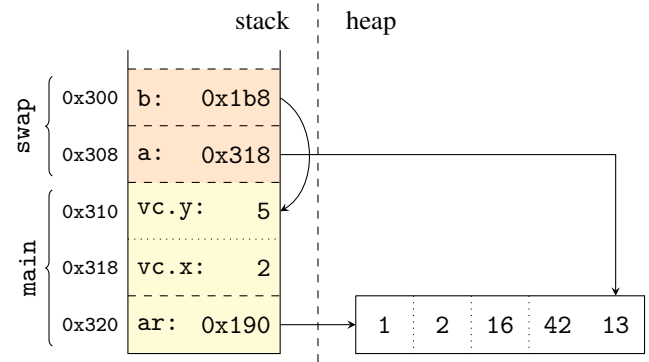 stack heap
swap
0x300 b: 0x1b8
0x308 a: 0x318
main
0x310 vc.y: 5
0x318 vc.x: 2
0x320 ar: 0x190 1 2 16 42 13